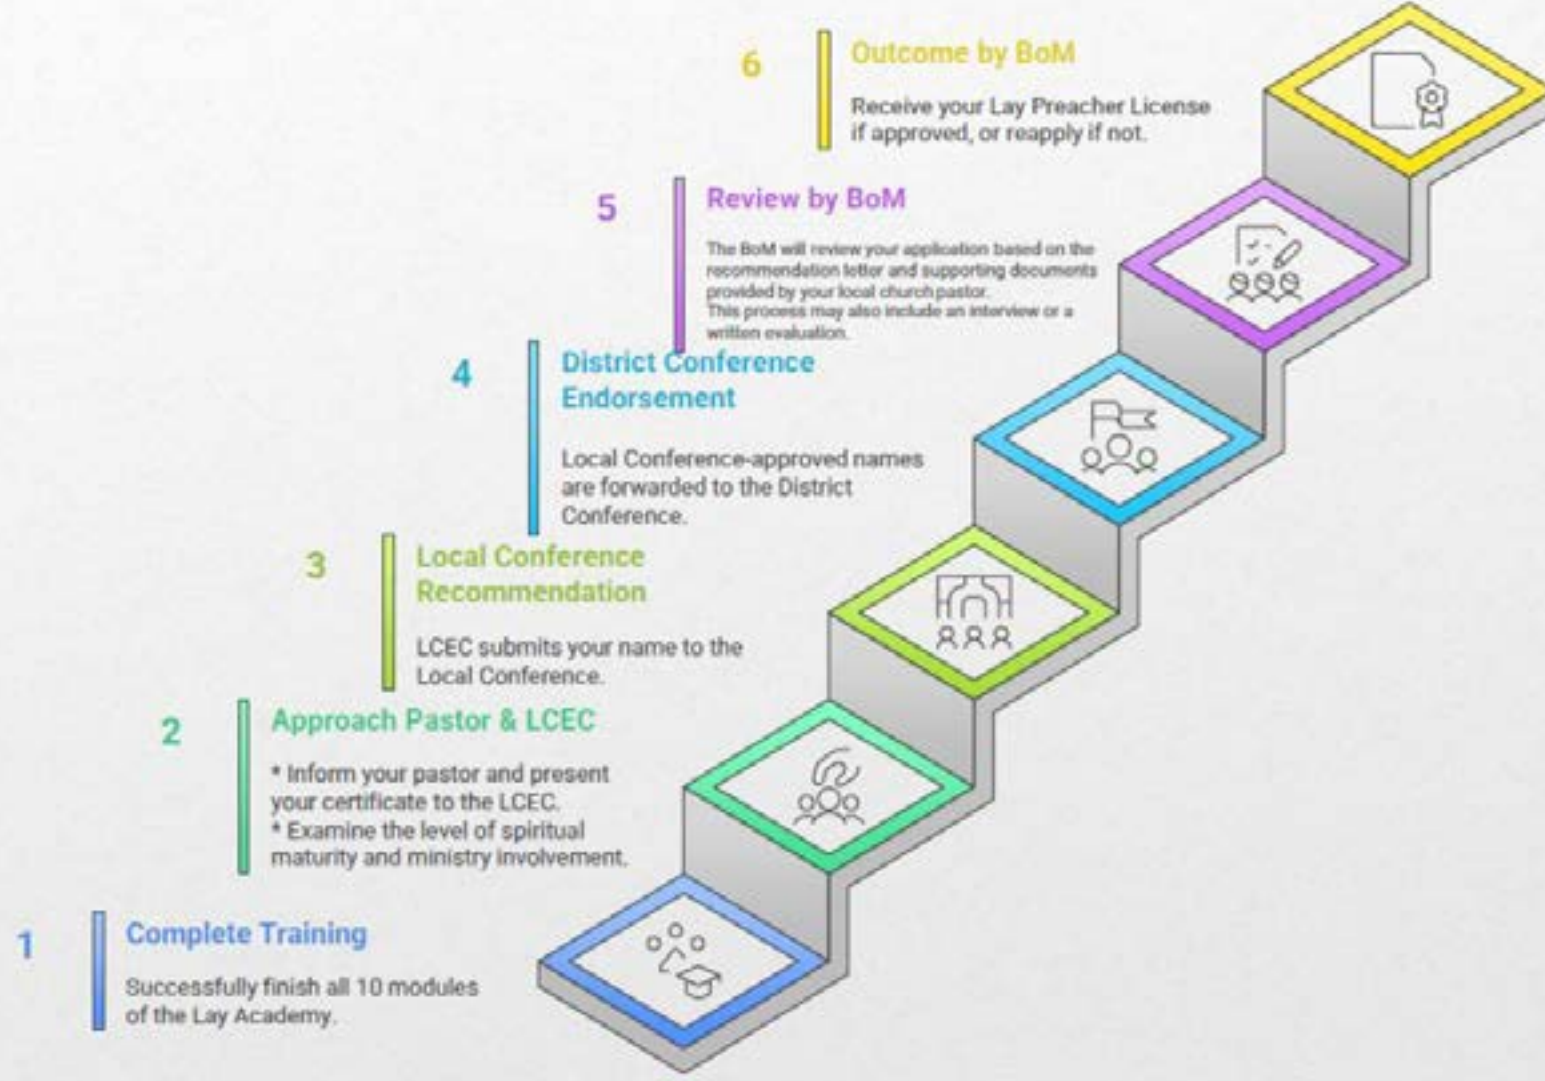 6
Outcome by BoM
Receive your Lay Preacher License
if approved, or reapply if not.
5
Review by BoM
The BoM will review your application based on the
recommendation letter and supporting documents
provided by your local church pastor.
This process may also include an interview or a
written evaluation.
4
District Conference
Endorsement
Local Conference-approved names
are forwarded to the District
Conference.
3
Local Conference
Recommendation
LCEC submits your name to the
Local Conference.
2
Approach Pastor & LCEC
* Inform your pastor and present
your certificate to the LCEC.
* Examine the level of spiritual
maturity and ministry involvement.
1
Complete Training
Successfully finish all 10 modules
of the Lay Academy.